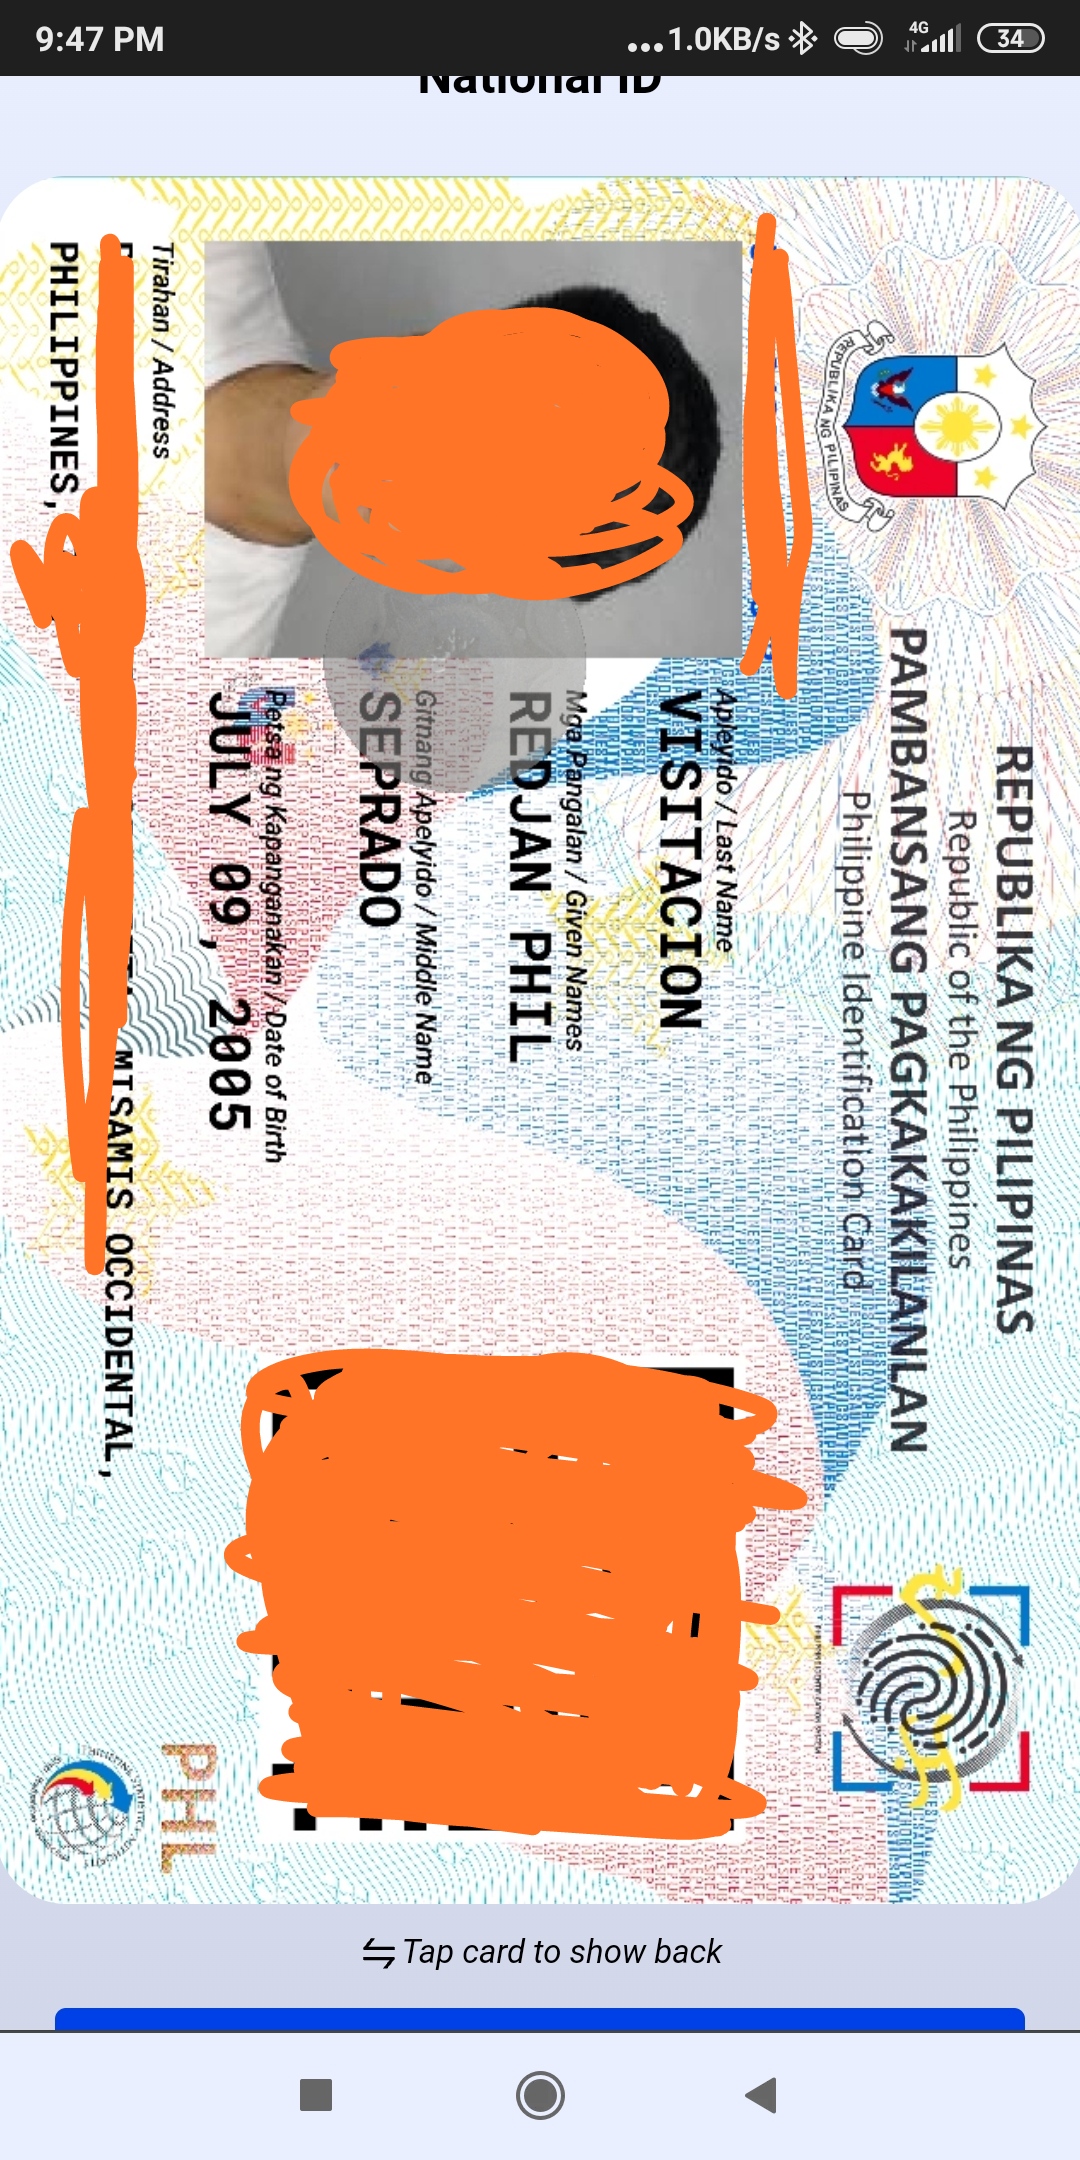 9:47 PM
...1.0KB/s
4G
34
National ID
REPUBLIKA NG PILIPINAS
Republic of the Philippines
PAMBANSANG PAGKAKAKILANLAN
Philippine Identification Card
REPUBLIKA NG PILIPINAS
Apleyido / Last Name
VISITACION
Mga Pangalan / Given Names
REDJAN PHIL
Gitnang Apelyido / Middle Name
SEPRADO
Petsa ng Kapanganakan / Date of Birth
JULY 09, 2005
Tirahan / Address
MISAMIS OCCIDENTAL,
PHILIPPINES,
PHL
Tap card to show back